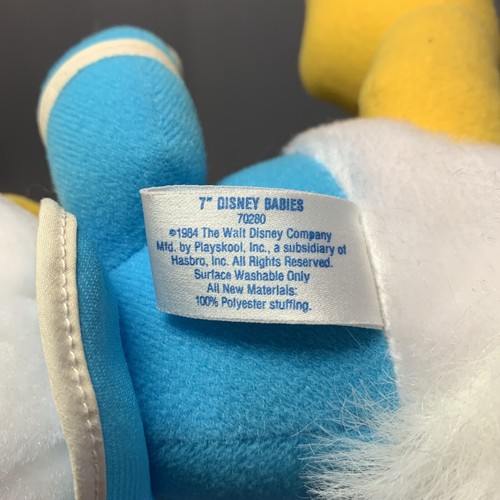 7" DISNEY BABIES
70280
©1984 The Walt Disney Company
Mfd. by Playskool, Inc., a subsidiary of
Hasbro, Inc. All Rights Reserved.
Surface Washable Only
All New Materials:
100% Polyester stuffing.